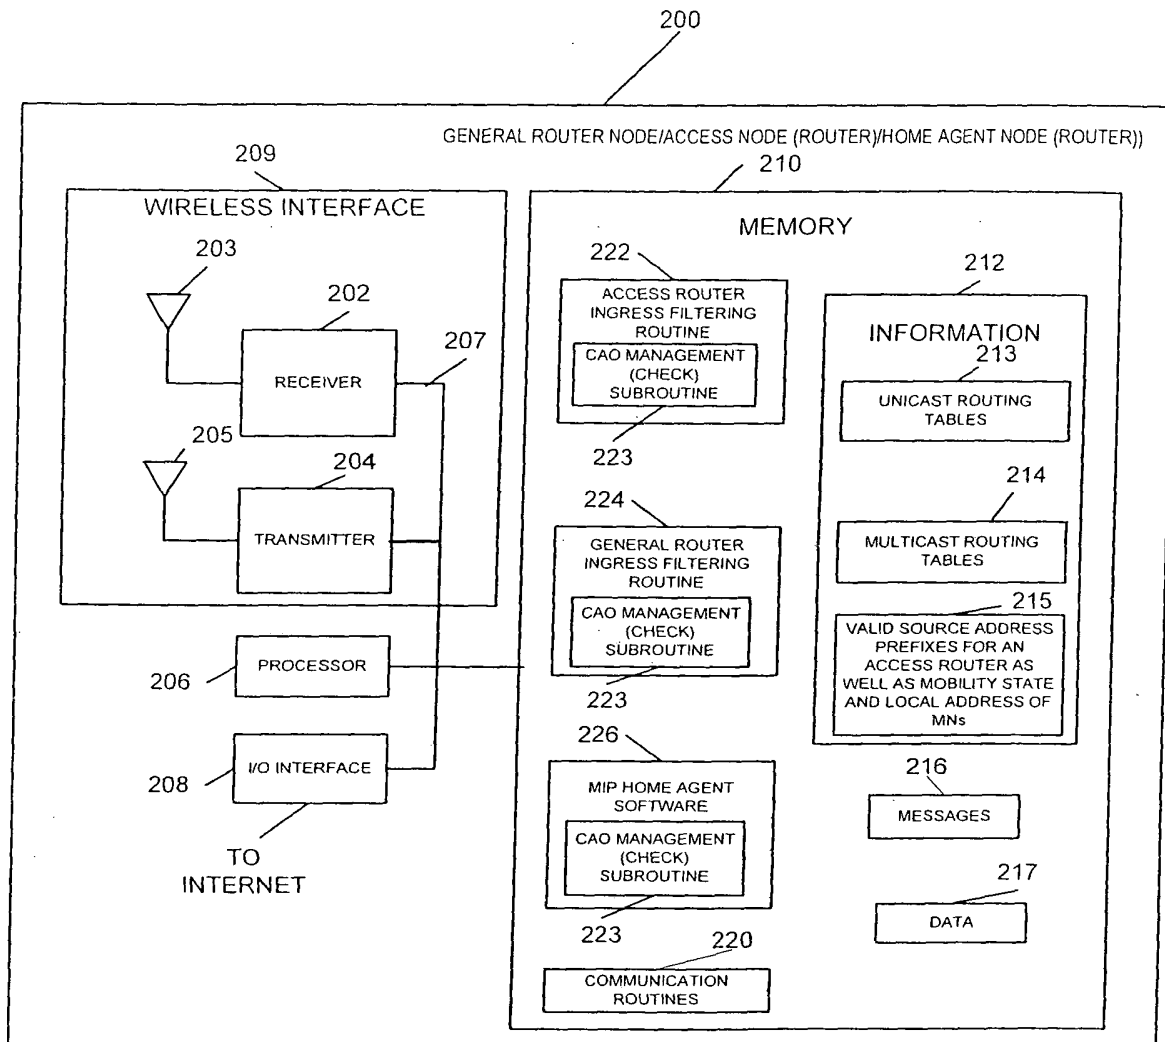 200
GENERAL ROUTER NODE/ACCESS NODE (ROUTER)/HOME AGENT NODE (ROUTER))
209
WIRELESS INTERFACE
203
202
RECEIVER
207
205
204
TRANSMITTER
PROCESSOR
206
I/O INTERFACE
208
TO
INTERNET
210
MEMORY
222
ACCESS ROUTER
INGRESS FILTERING
ROUTINE
CAO MANAGEMENT
(CHECK)
SUBROUTINE
223
224
GENERAL ROUTER
INGRESS FILTERING
ROUTINE
CAO MANAGEMENT
(CHECK)
SUBROUTINE
223
226
MIP HOME AGENT
SOFTWARE
CAO MANAGEMENT
(CHECK)
SUBROUTINE
223
220
COMMUNICATION
ROUTINES
212
INFORMATION
213
UNICAST ROUTING
TABLES
214
MULTICAST ROUTING
TABLES
215
VALID SOURCE ADDRESS
PREFIXES FOR AN
ACCESS ROUTER AS
WELL AS MOBILITY STATE
AND LOCAL ADDRESS OF
MNs
216
MESSAGES
217
DATA